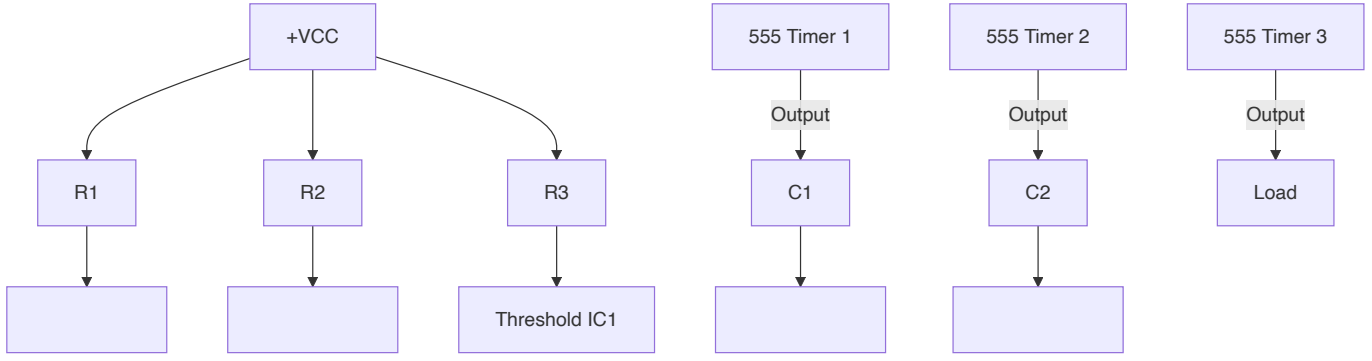 +VCC
555 Timer 1
555 Timer 2
555 Timer 3
Output
Output
Output
R1
R2
R3
C1
C2
Load
Threshold IC1